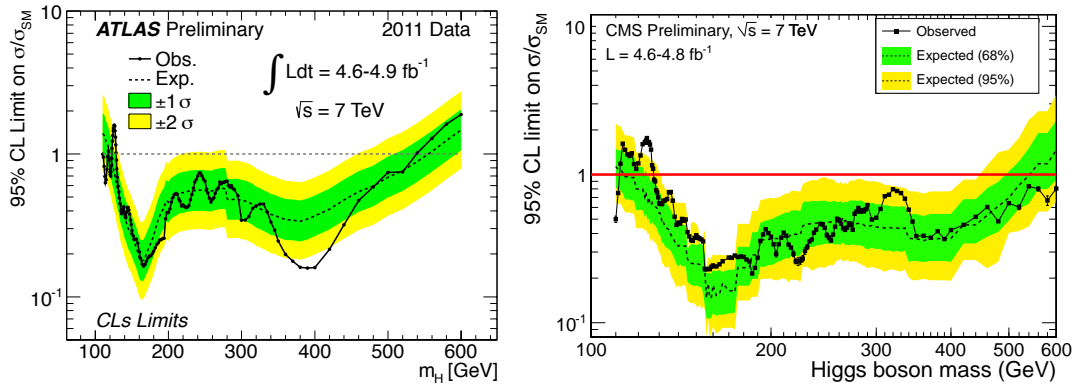 ATLAS Preliminary 2011 Data
Obs.
Exp.
±1 σ
±2 σ
∫ Ldt = 4.6-4.9 fb⁻¹
√s = 7 TeV
95% CL Limit on σ/σSM
10
1
10⁻¹
CLs Limits
100 200 300 400 500 600
mH [GeV]
CMS Preliminary, √s = 7 TeV
L = 4.6-4.8 fb⁻¹
Observed
Expected (68%)
Expected (95%)
95% CL limit on σ/σSM
10
1
10⁻¹
100 200 300 400 500 600
Higgs boson mass (GeV)